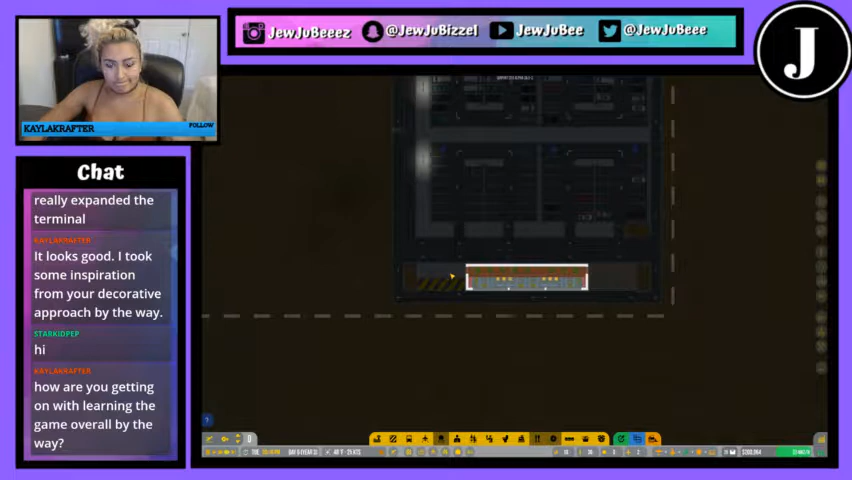 JewJuBeeez @JewJuBizzel JewJuBee @JewJuBeee
J
KAYLAKRAFTER
FOLLOW
Chat
really expanded the
terminal
KAYLAKRAFTER
It looks good. I took
some inspiration
from your decorative
approach by the way.
STARKIDPEP
hi
KAYLAKRAFTER
how are you getting
on with learning the
game overall by the
way?